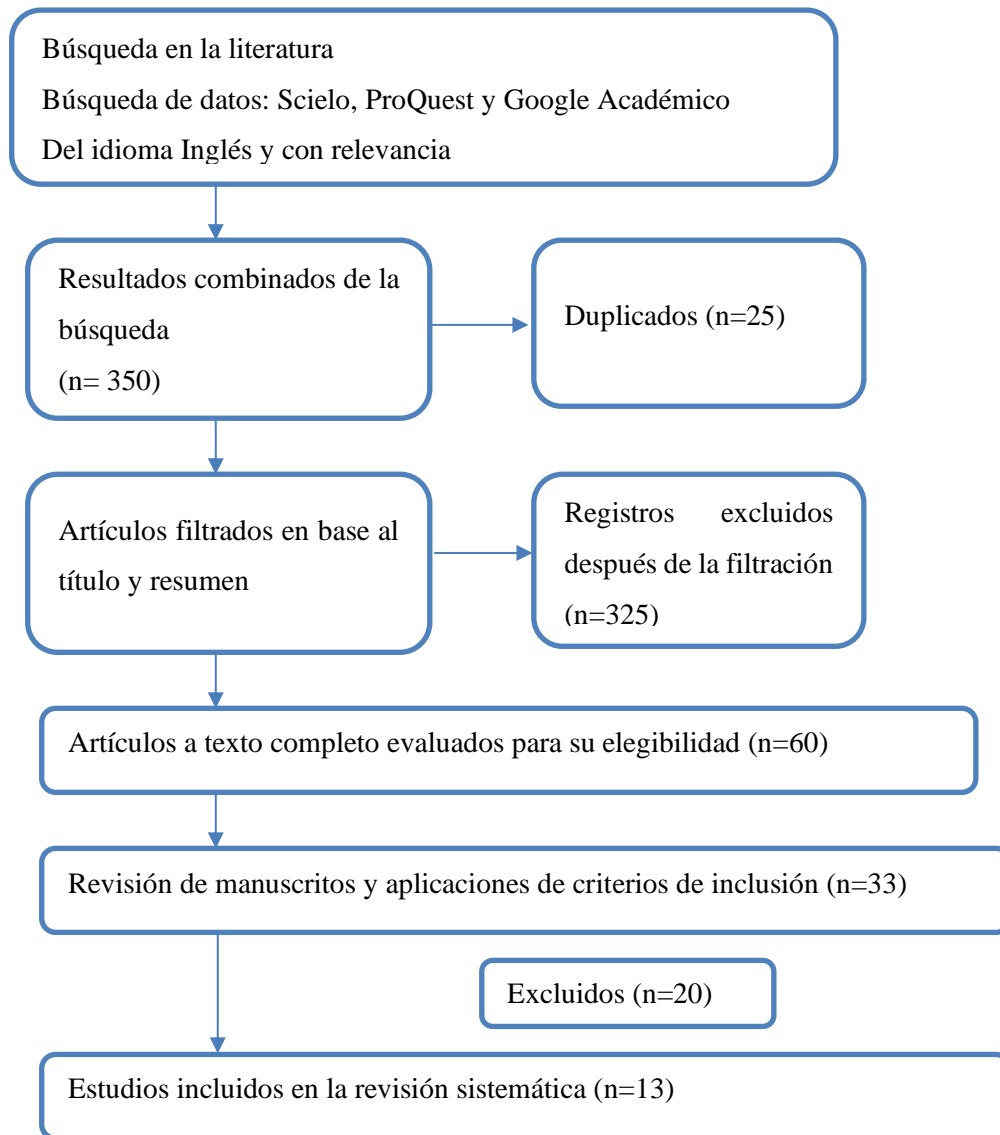 Búsqueda en la literatura
Búsqueda de datos: Scielo, ProQuest y Google Académico
Del idioma Inglés y con relevancia
Resultados combinados de la
búsqueda
(n= 350)
Duplicados (n=25)
Artículos filtrados en base al
título y resumen
Registros excluidos
después de la filtración
(n=325)
Artículos a texto completo evaluados para su elegibilidad (n=60)
Revisión de manuscritos y aplicaciones de criterios de inclusión (n=33)
Excluidos (n=20)
Estudios incluidos en la revisión sistemática (n=13)